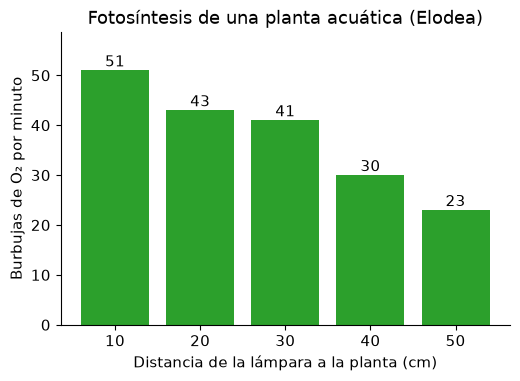 Fotosíntesis de una planta acuática (Elodea)
Burbujas de O₂ por minuto
50
40
30
20
10
0
51
43
41
30
23
10 20 30 40 50
Distancia de la lámpara a la planta (cm)